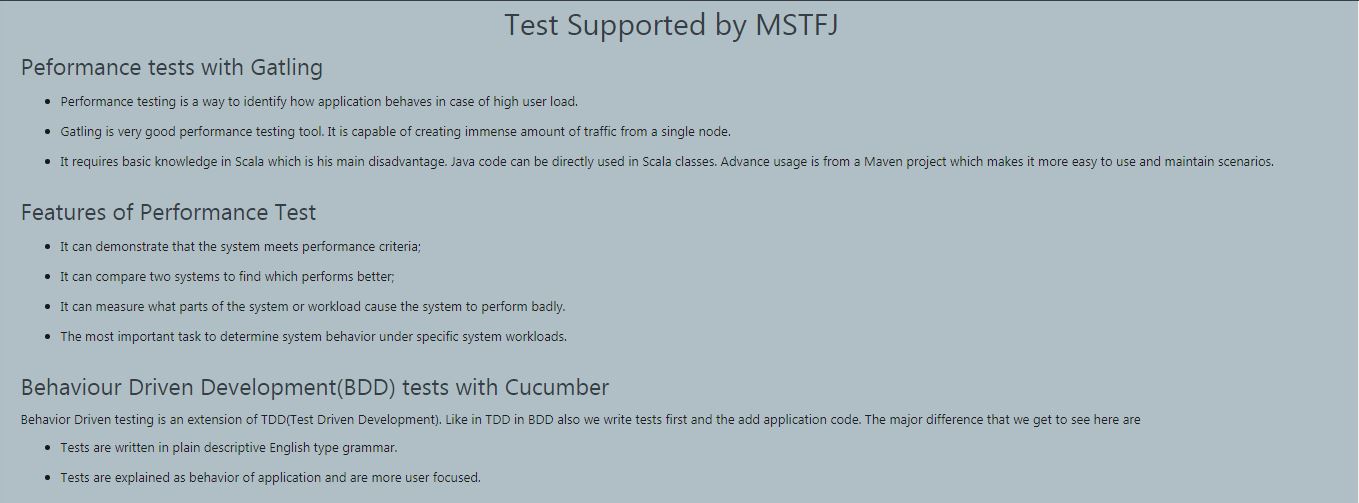 Test Supported by MSTFJ
Peformance tests with Gatling
Performance testing is a way to identify how application behaves in case of high user load.
Gatling is very good performance testing tool. It is capable of creating immense amount of traffic from a single node.
It requires basic knowledge in Scala which is his main disadvantage. Java code can be directly used in Scala classes. Advance usage is from a Maven project which makes it more easy to use and maintain scenarios.
Features of Performance Test
It can demonstrate that the system meets performance criteria;
It can compare two systems to find which performs better;
It can measure what parts of the system or workload cause the system to perform badly.
The most important task to determine system behavior under specific system workloads.
Behaviour Driven Development(BDD) tests with Cucumber
Behavior Driven testing is an extension of TDD(Test Driven Development). Like in TDD in BDD also we write tests first and the add application code. The major difference that we get to see here are
Tests are written in plain descriptive English type grammar.
Tests are explained as behavior of application and are more user focused.